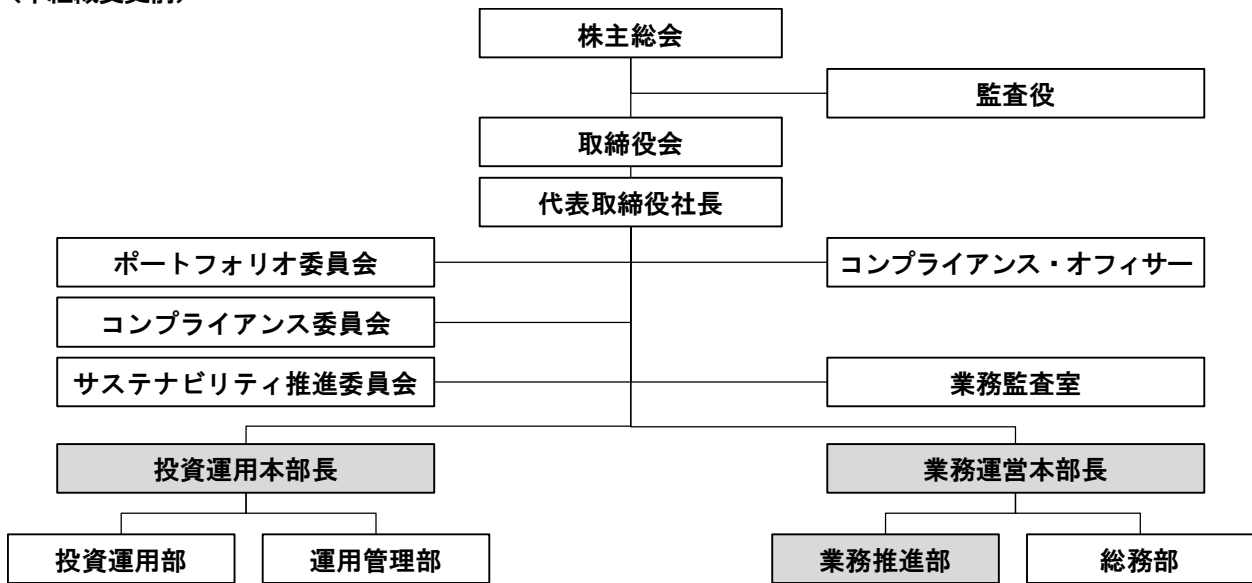 株主総会
監査役
取締役会
代表取締役社長
ポートフォリオ委員会
コンプライアンス・オフィサー
コンプライアンス委員会
サステナビリティ推進委員会
業務監査室
投資運用本部長
業務運営本部長
投資運用部
運用管理部
業務推進部
総務部